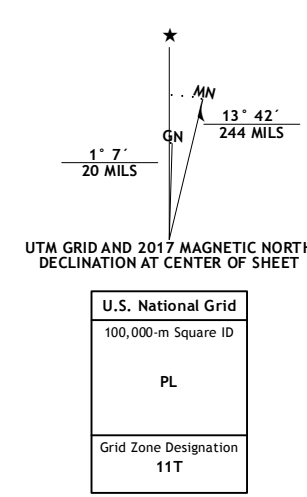 ★
MN
GN
13° 42´
244 MILS
1° 7´
20 MILS
UTM GRID AND 2017 MAGNETIC NORTH
DECLINATION AT CENTER OF SHEET
U.S. National Grid
100,000-m Square ID
PL
Grid Zone Designation
11T